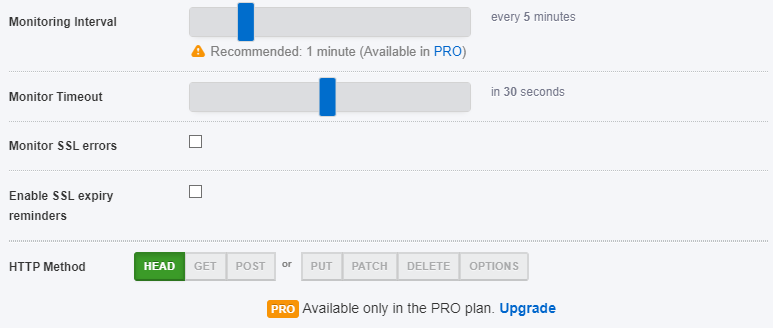 Monitoring Interval
every 5 minutes
Recommended: 1 minute (Available in PRO)
Monitor Timeout
in 30 seconds
Monitor SSL errors
Enable SSL expiry
reminders
HTTP Method
HEAD GET POST or PUT PATCH DELETE OPTIONS
PRO Available only in the PRO plan. Upgrade